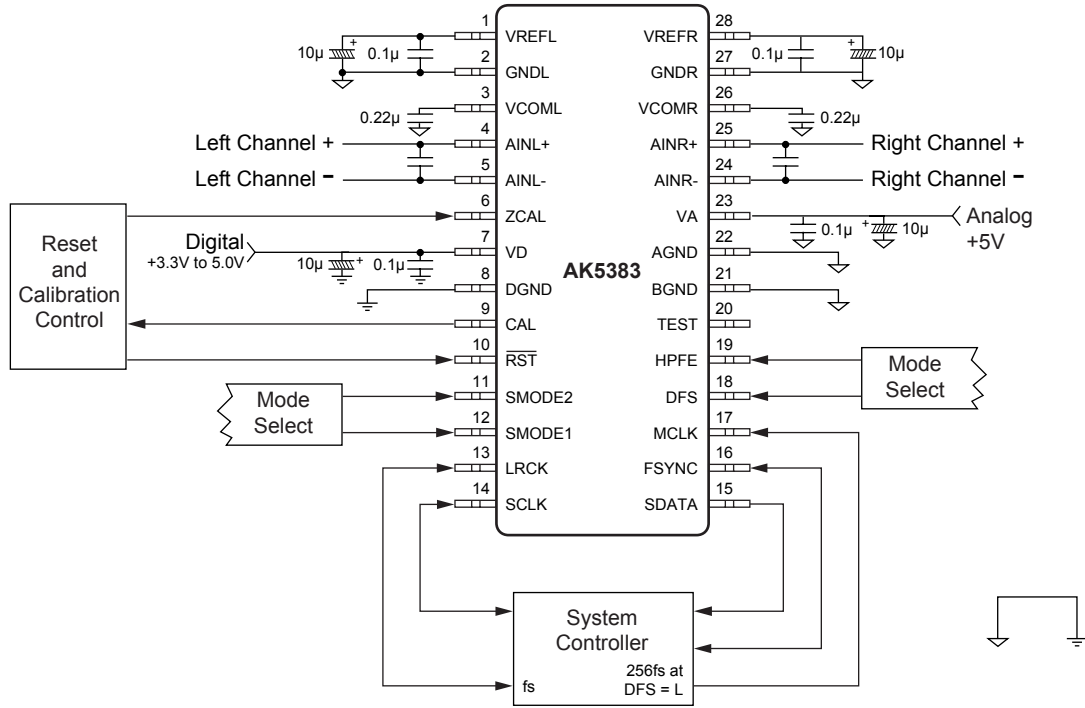 1
VREFL
10µ
+
0.1µ
2
GNDL
3
VCOML
0.22µ
4
Left Channel +
AINL+
5
Left Channel −
AINL-
6
ZCAL
Reset
and
Calibration
Control
7
Digital
+3.3V to 5.0V
VD
10µ
+
0.1µ
8
DGND
9
CAL
10
RST
11
SMODE2
Mode
Select
12
SMODE1
13
LRCK
14
SCLK
AK5383
28
VREFR
0.1µ
+
10µ
27
GNDR
26
VCOMR
0.22µ
25
AINR+
Right Channel +
24
AINR-
Right Channel −
23
VA
Analog
+5V
0.1µ
+
10µ
22
AGND
21
BGND
20
TEST
19
HPFE
Mode
Select
18
DFS
17
MCLK
16
FSYNC
15
SDATA
System
Controller
256fs at
DFS = L
fs